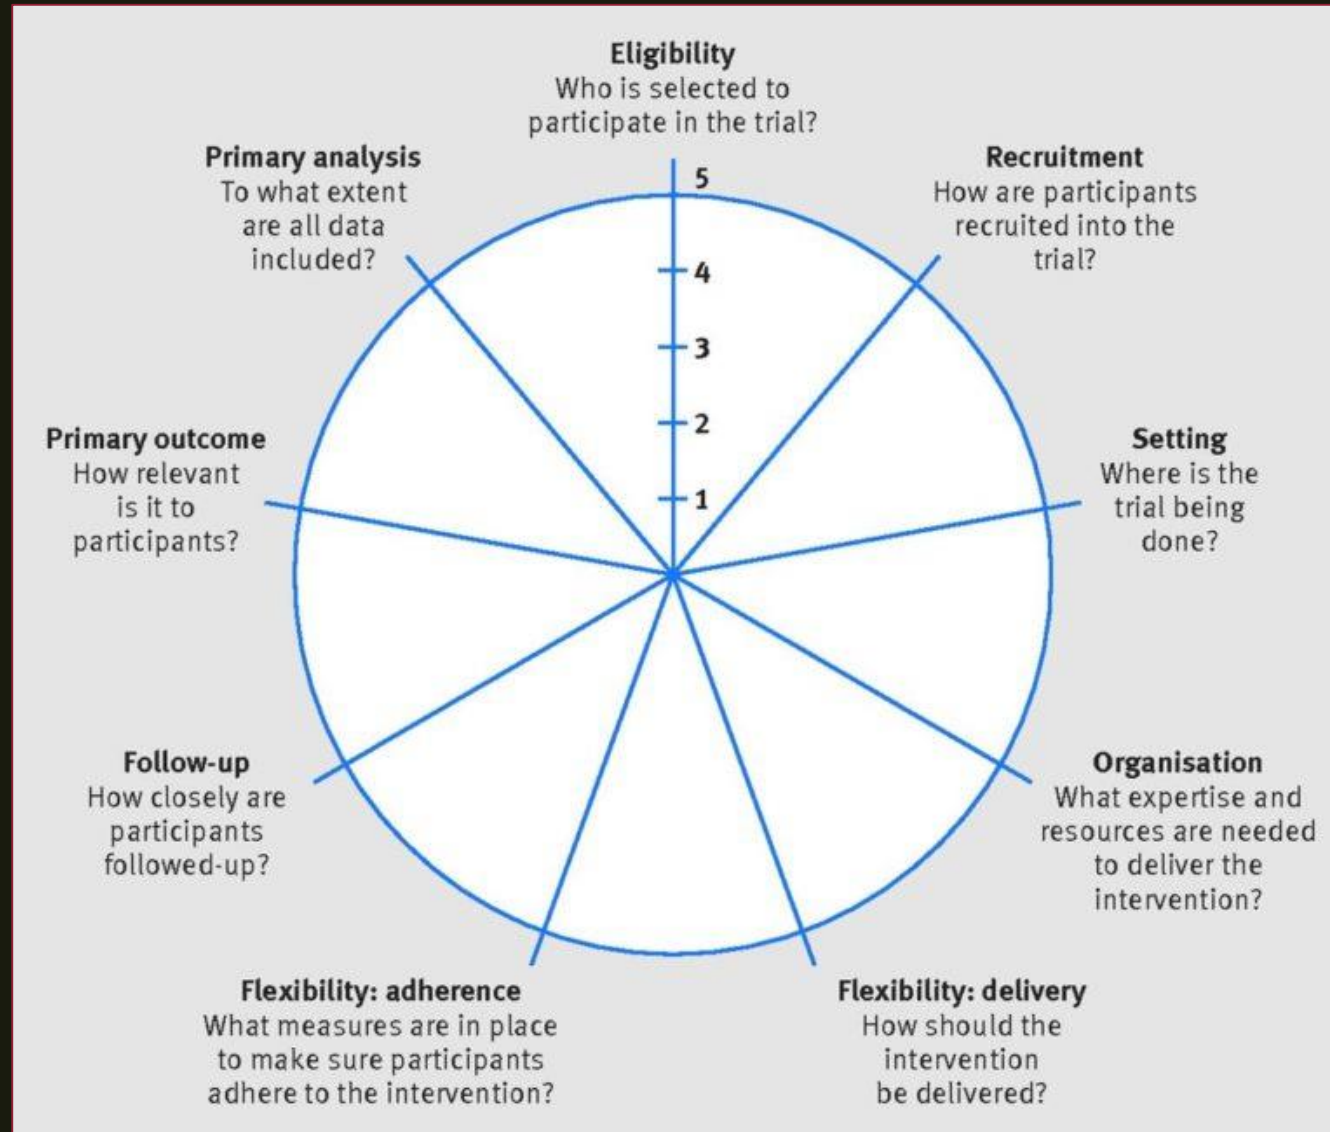 Eligibility
Who is selected to
participate in the trial?
Primary analysis
To what extent
are all data
included?
Recruitment
How are participants
recruited into the
trial?
5
4
3
2
1
Primary outcome
How relevant
is it to
participants?
Setting
Where is the
trial being
done?
Follow-up
How closely are
participants
followed-up?
Organisation
What expertise and
resources are needed
to deliver the
intervention?
Flexibility: adherence
What measures are in place
to make sure participants
adhere to the intervention?
Flexibility: delivery
How should the
intervention
be delivered?